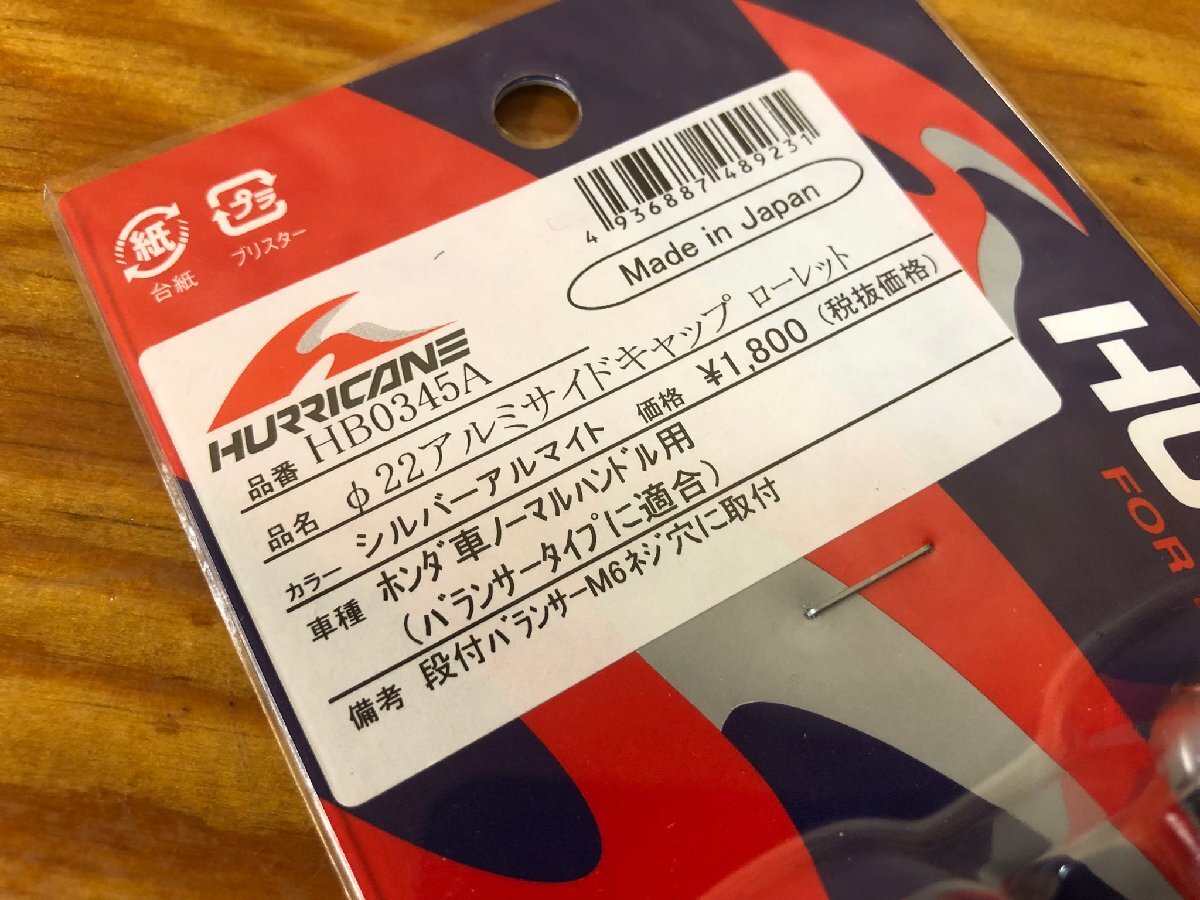 紙
台紙
プラ
ブリスター
4 936887 489231
Made in Japan
HURRICANE
品番 HB0345A
品名 φ22アルミサイドキャップ ローレット
カラー シルバーアルマイト 価格 ¥1,800 (税抜価格)
車種 ホンダ車ノーマルハンドル用
(バランサータイプに適合)
備考 段付バランサーM6ネジ穴に取付
FOR